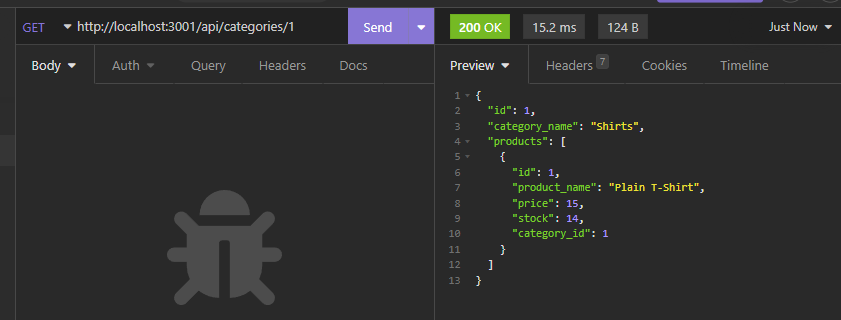 GET http://localhost:3001/api/categories/1 Send 200 OK 15.2 ms 124 B Just Now
Body Auth Query Headers Docs Preview Headers 7 Cookies Timeline
1 {
2 "id": 1,
3 "category_name": "Shirts",
4 "products": [
5 {
6 "id": 1,
7 "product_name": "Plain T-Shirt",
8 "price": 15,
9 "stock": 14,
10 "category_id": 1
11 }
12 ]
13 }